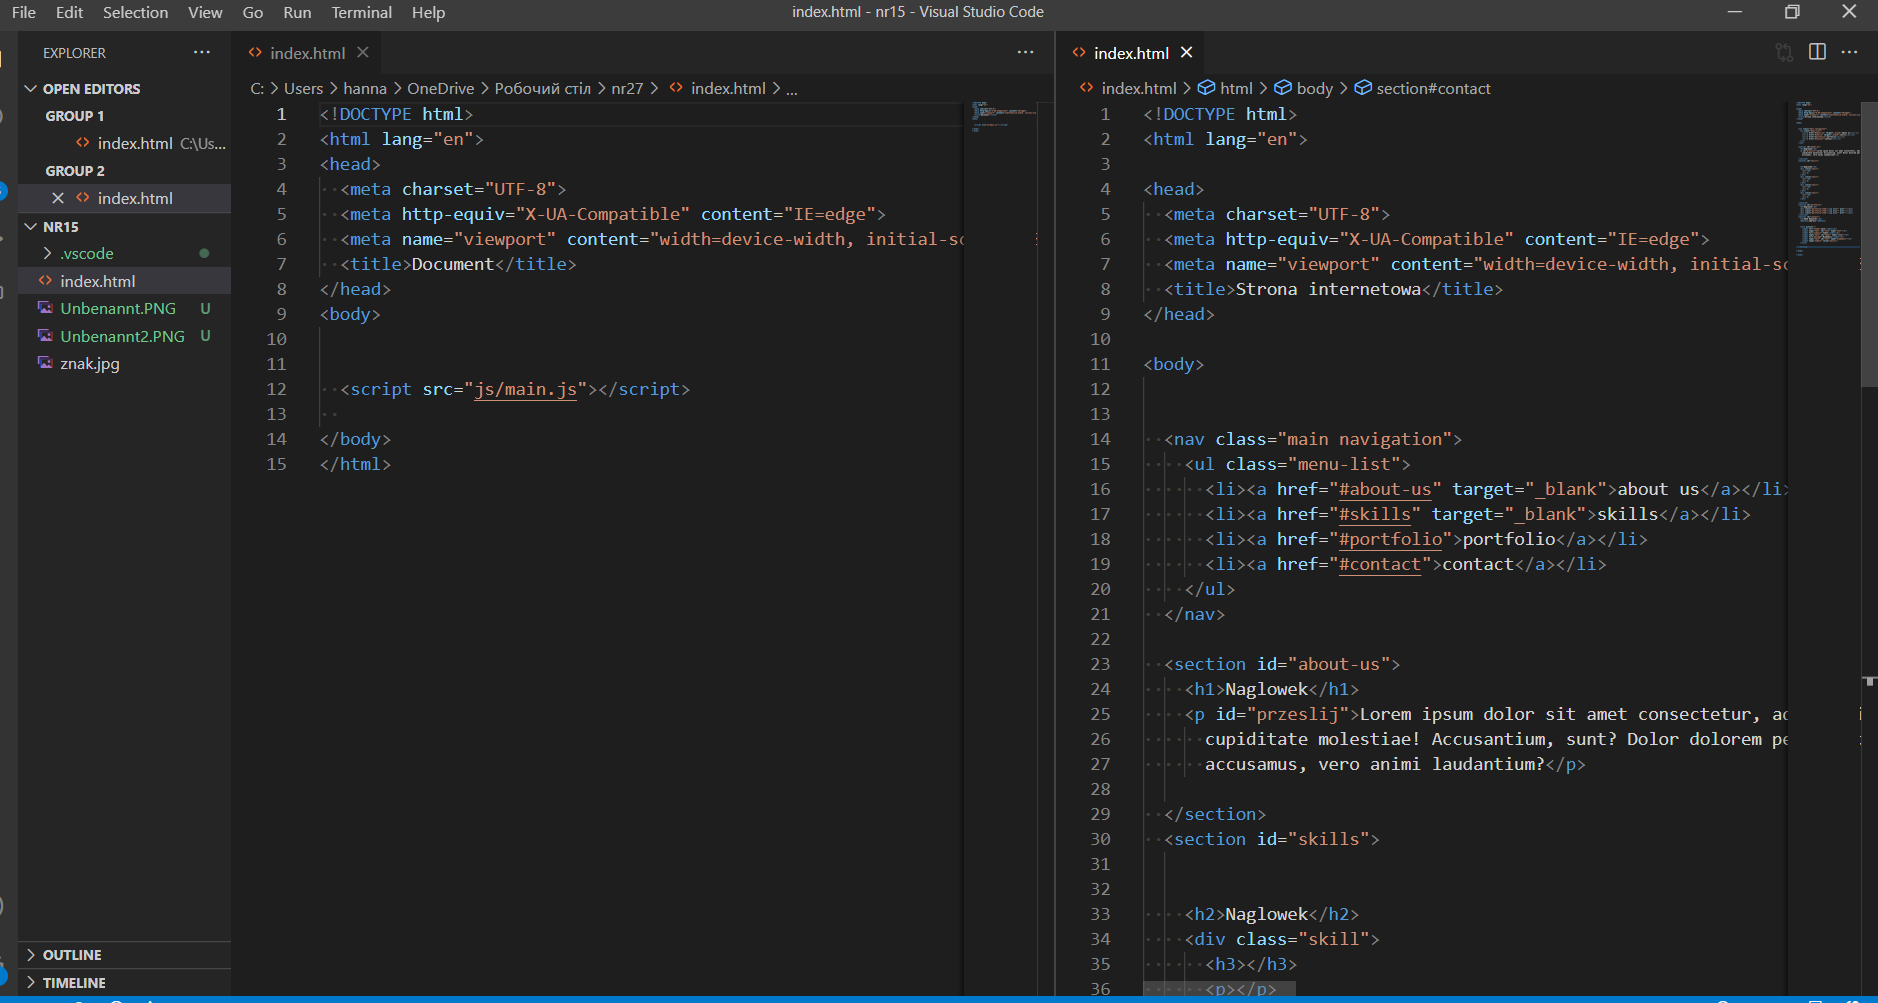 File Edit Selection View Go Run Terminal Help
index.html - nr15 - Visual Studio Code
EXPLORER
OPEN EDITORS
GROUP 1
index.html C:\Us...
GROUP 2
index.html
NR15
.vscode
index.html
Unbenannt.PNG U
Unbenannt2.PNG U
znak.jpg
OUTLINE
TIMELINE
index.html
C: > Users > hanna > OneDrive > Робочий стіл > nr27 > index.html > ...
1 <!DOCTYPE html>
2 <html lang="en">
3 <head>
4 <meta charset="UTF-8">
5 <meta http-equiv="X-UA-Compatible" content="IE=edge">
6 <meta name="viewport" content="width=device-width, initial-sc
7 <title>Document</title>
8 </head>
9 <body>
10
11
12 <script src="js/main.js"></script>
13
14 </body>
15 </html>
index.html
index.html > html > body > section#contact
1 <!DOCTYPE html>
2 <html lang="en">
3
4 <head>
5 <meta charset="UTF-8">
6 <meta http-equiv="X-UA-Compatible" content="IE=edge">
7 <meta name="viewport" content="width=device-width, initial-sc
8 <title>Strona internetowa</title>
9 </head>
10
11 <body>
12
13
14 <nav class="main navigation">
15 <ul class="menu-list">
16 <li><a href="#about-us" target="_blank">about us</a></li>
17 <li><a href="#skills" target="_blank">skills</a></li>
18 <li><a href="#portfolio">portfolio</a></li>
19 <li><a href="#contact">contact</a></li>
20 </ul>
21 </nav>
22
23 <section id="about-us">
24 <h1>Naglowek</h1>
25 <p id="przeslij">Lorem ipsum dolor sit amet consectetur,
26 cupiditate molestiae! Accusantium, sunt? Dolor dolorem
27 accusamus, vero animi laudantium?</p>
28
29 </section>
30 <section id="skills">
31
32
33 <h2>Naglowek</h2>
34 <div class="skill">
35 <h3></h3>
36 <p></p>